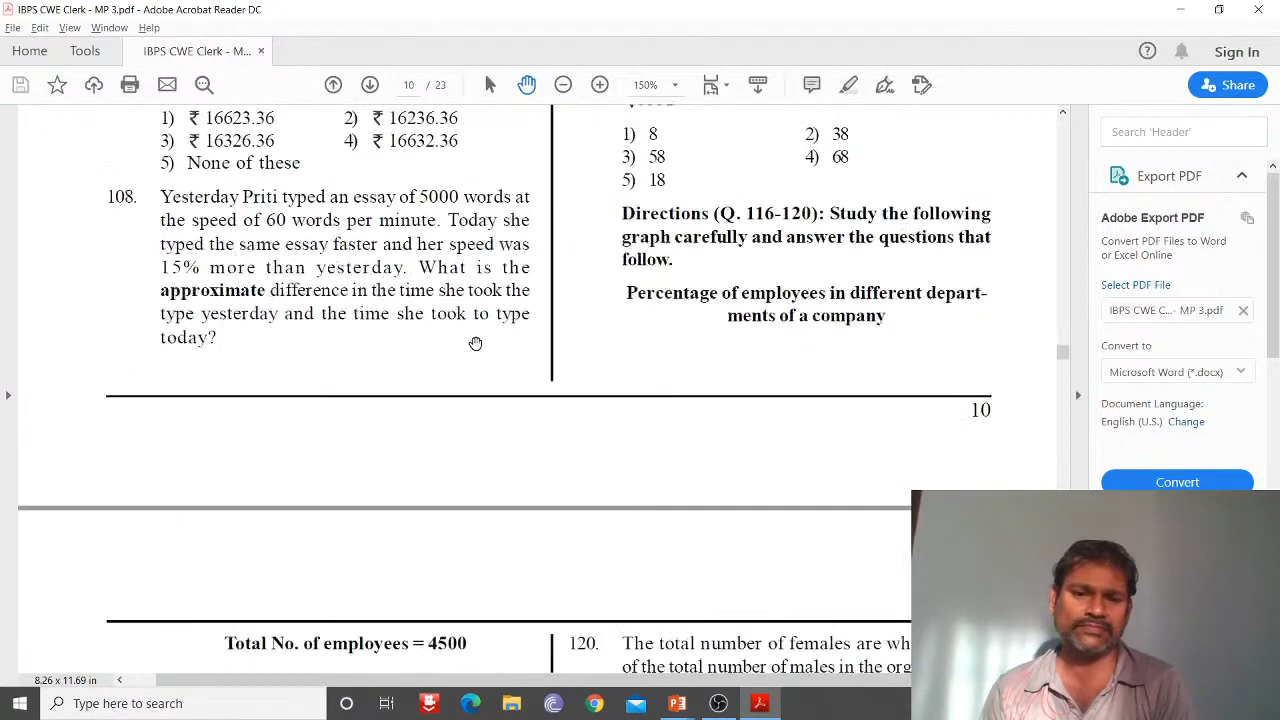 IBPS CWE Clerk - MP 3.pdf - Adobe Acrobat Reader DC
File Edit View Window Help
Home Tools IBPS CWE Clerk - M... × Sign In
10 / 23 150% Share
1) ₹ 16623.36 2) ₹ 16236.36
3) ₹ 16326.36 4) ₹ 16632.36
5) None of these
108. Yesterday Priti typed an essay of 5000 words at
the speed of 60 words per minute. Today she
typed the same essay faster and her speed was
15% more than yesterday. What is the
approximate difference in the time she took the
type yesterday and the time she took to type
today?
1) 8 2) 38
3) 58 4) 68
5) 18
Directions (Q. 116-120): Study the following
graph carefully and answer the questions that
follow.
Percentage of employees in different depart-
ments of a company
10
Total No. of employees = 4500
120. The total number of females are wh
of the total number of males in the org
8.26 x 11.69 in
Search 'Header'
Export PDF
Adobe Export PDF
Convert PDF Files to Word
or Excel Online
Select PDF File
IBPS CWE C...- MP 3.pdf
Convert to
Microsoft Word (*.docx)
Document Language:
English (U.S.) Change
Convert
Type here to search